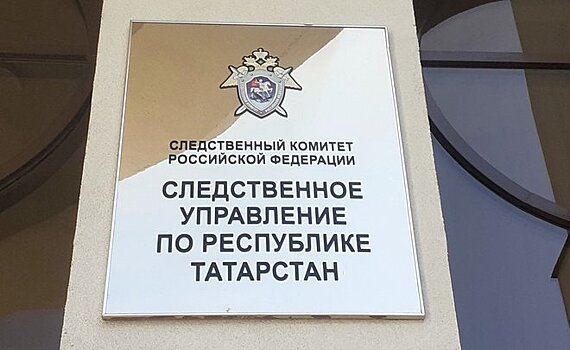 СЛЕДСТВЕННЫЙ КОМИТЕТ
РОССИЙСКОЙ ФЕДЕРАЦИИ
СЛЕДСТВЕННОЕ
УПРАВЛЕНИЕ
ПО РЕСПУБЛИКЕ
ТАТАРСТАН